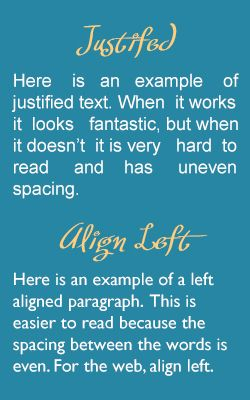 Justifed
Here is an example of
justified text. When it works
it looks fantastic, but when
it doesn't it is very hard to
read and has uneven
spacing.
Align Left
Here is an example of a left
aligned paragraph. This is
easier to read because the
spacing between the words is
even. For the web, align left.